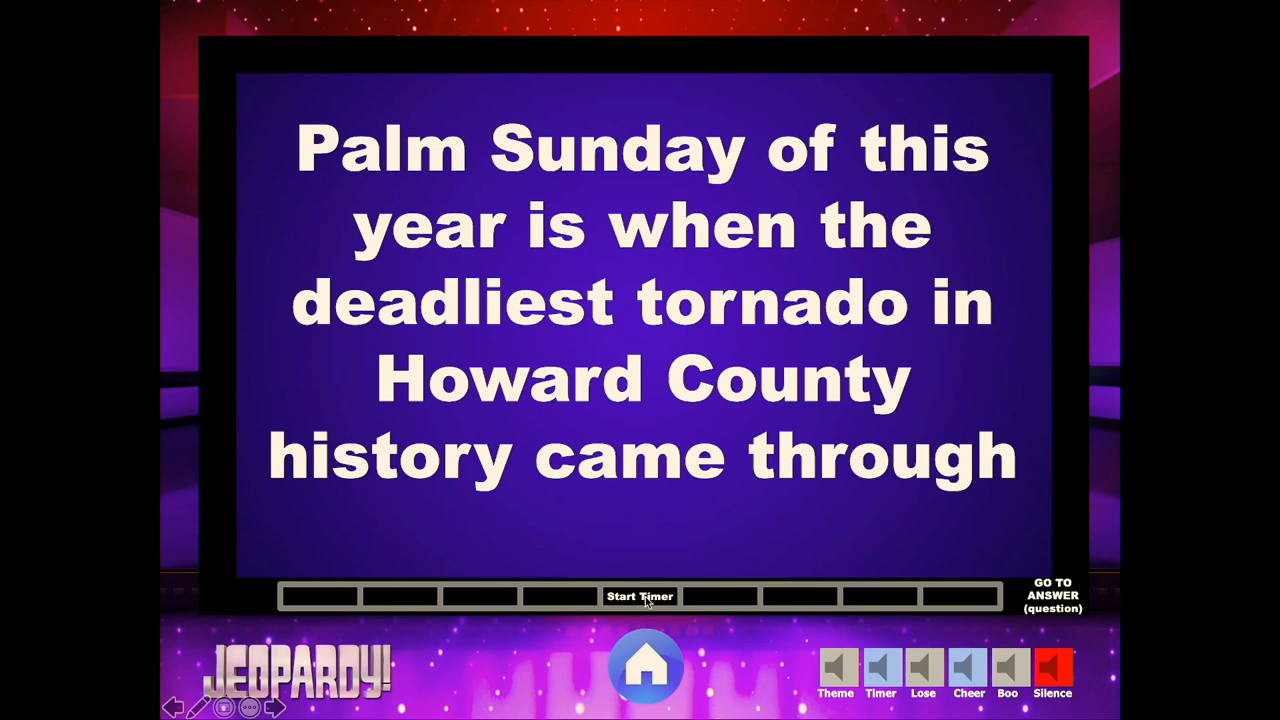 Palm Sunday of this
year is when the
deadliest tornado in
Howard County
history came through
Start Timer
GO TO
ANSWER
(question)
JEOPARDY!
Theme Timer Lose Cheer Boo Silence